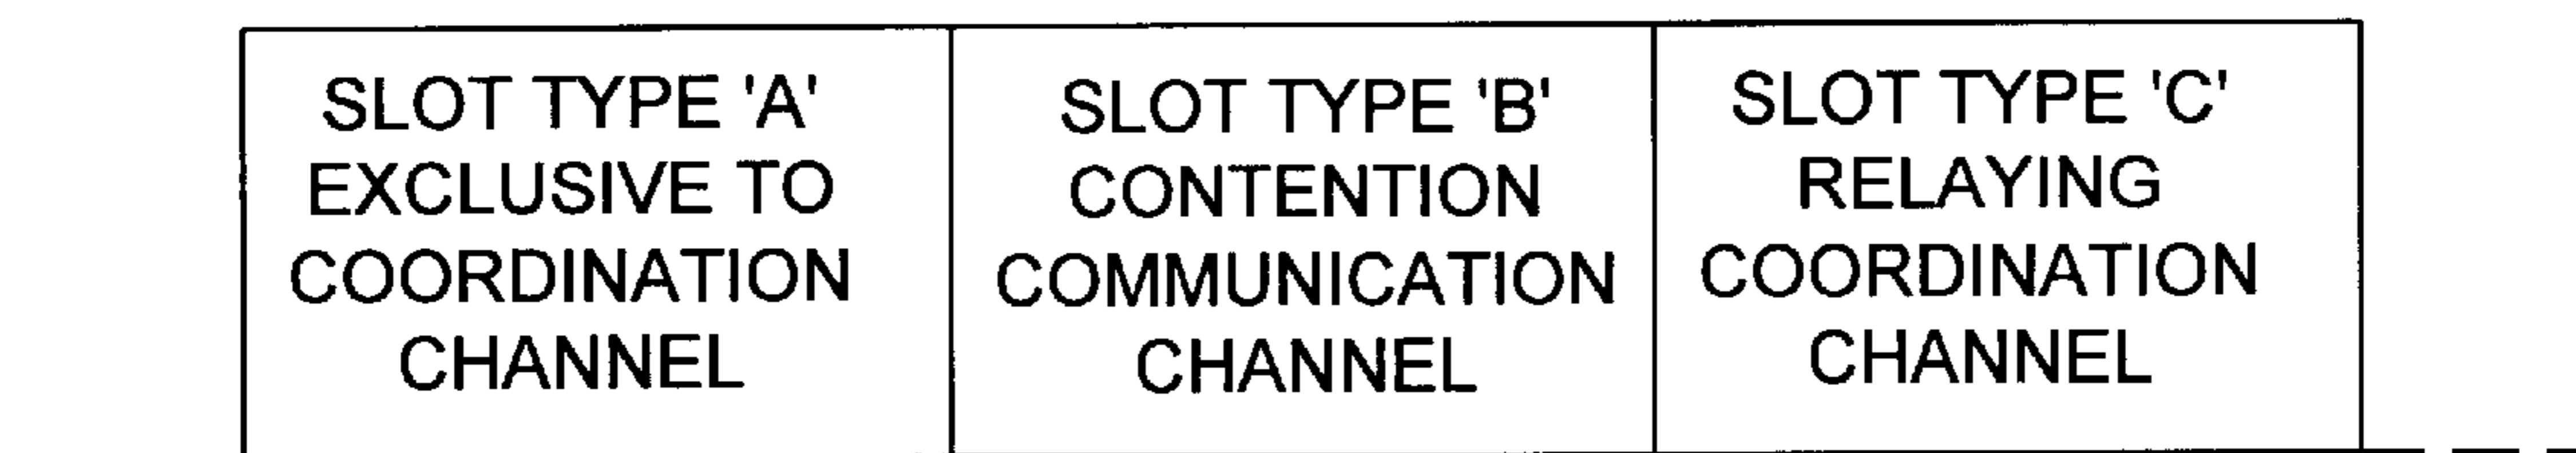 SLOT TYPE 'A'
EXCLUSIVE TO
COORDINATION
CHANNEL
SLOT TYPE 'B'
CONTENTION
COMMUNICATION
CHANNEL
SLOT TYPE 'C'
RELAYING
COORDINATION
CHANNEL